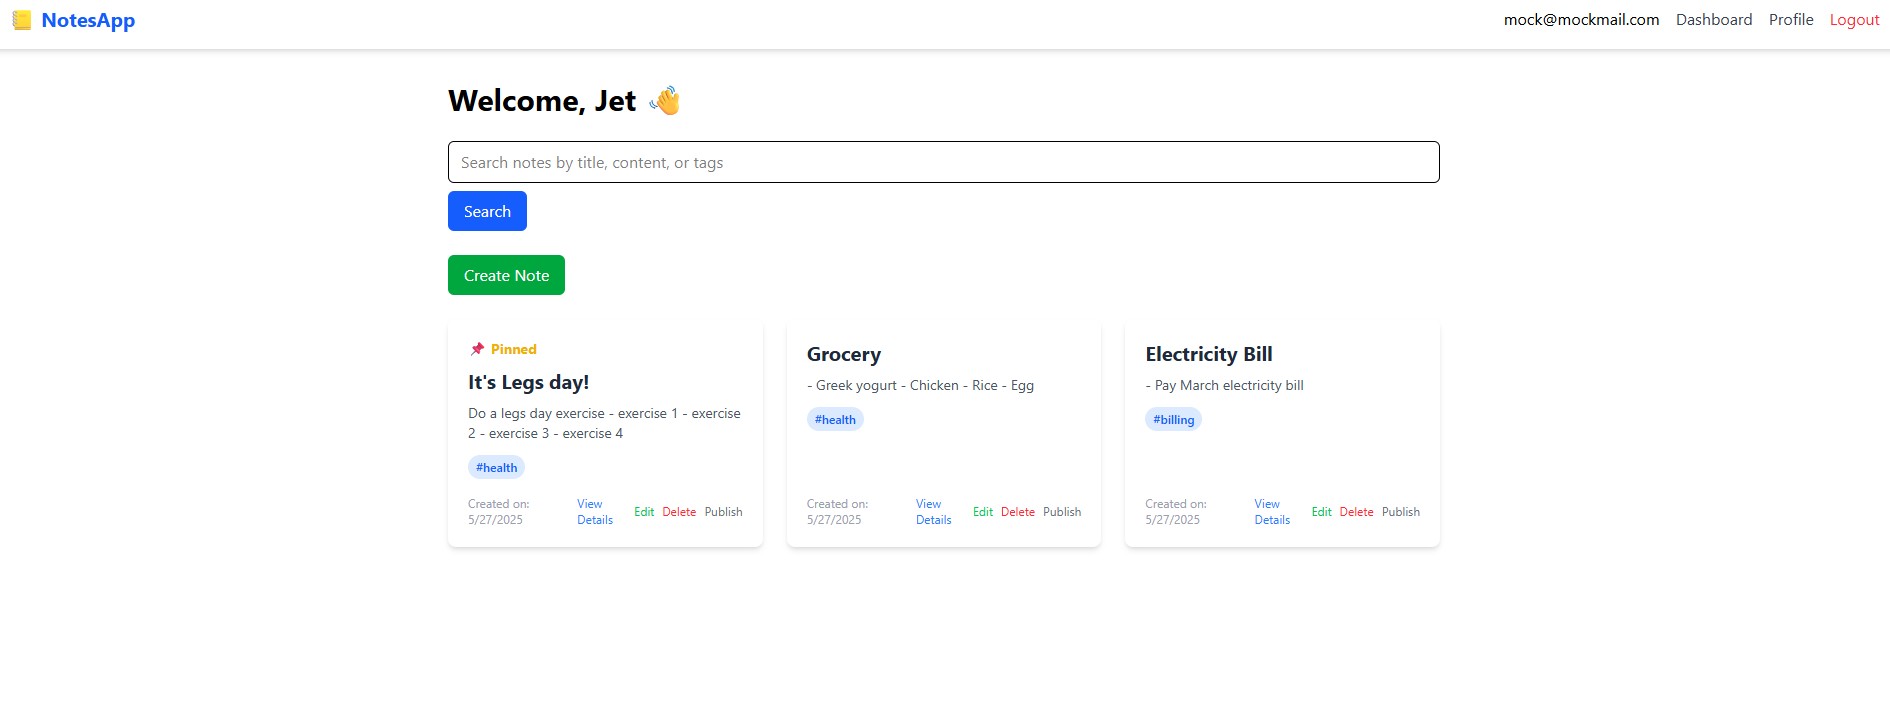 NotesApp
mock@mockmail.com Dashboard Profile Logout
Welcome, Jet
Search notes by title, content, or tags
Search
Create Note
Pinned
It's Legs day!
Do a legs day exercise - exercise 1 - exercise
2 - exercise 3 - exercise 4
#health
Created on:
5/27/2025
View
Details
Edit Delete Publish
Grocery
- Greek yogurt - Chicken - Rice - Egg
#health
Created on:
5/27/2025
View
Details
Edit Delete Publish
Electricity Bill
- Pay March electricity bill
#billing
Created on:
5/27/2025
View
Details
Edit Delete Publish